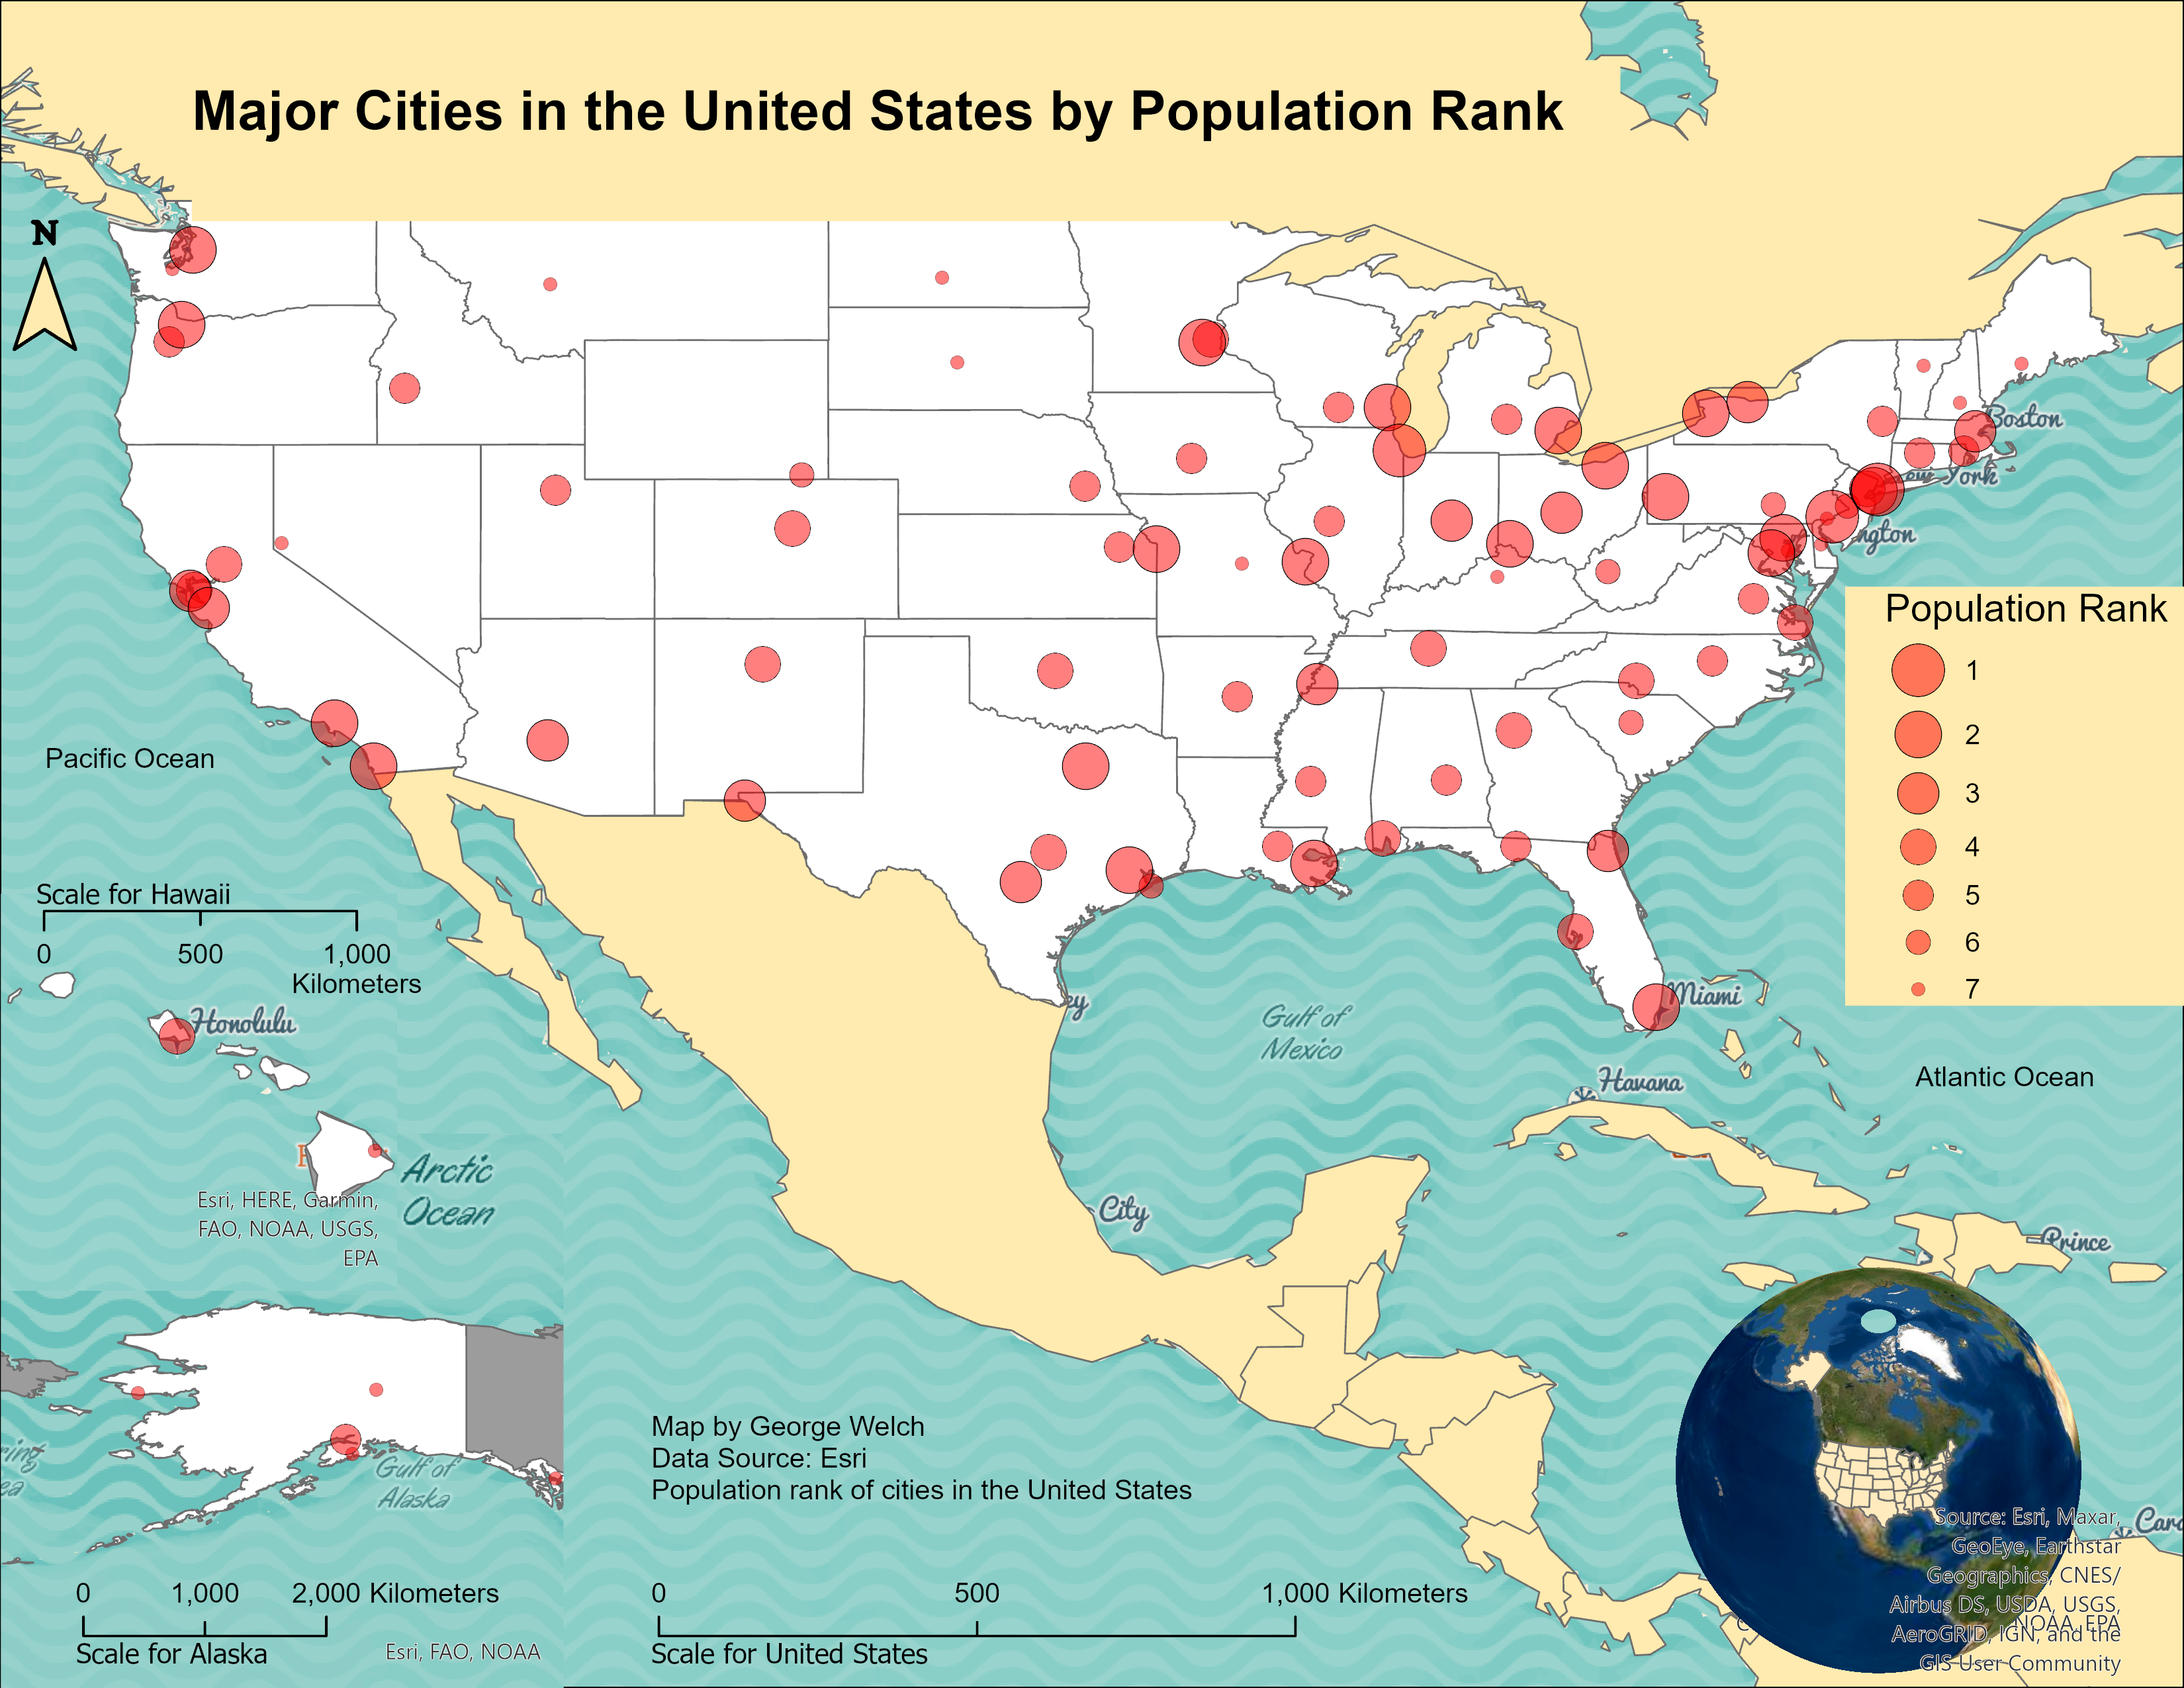 Major Cities in the United States by Population Rank
N
Boston
York
ngton
Population Rank
1
2
3
4
5
6
7
Pacific Ocean
Scale for Hawaii
0 500 1,000
Kilometers
Honolulu
ey
Miami
Gulf of
Mexico
Havana
Atlantic Ocean
Arctic
Ocean
City
Prince
Esri, HERE, Garmin,
FAO, NOAA, USGS,
EPA
Gulf of
Alaska
ring
ea
Map by George Welch
Data Source: Esri
Population rank of cities in the United States
0 1,000 2,000 Kilometers
Scale for Alaska
Esri, FAO, NOAA
0 500 1,000 Kilometers
Scale for United States
Source: Esri, Maxar,
GeoEye, Earthstar
Geographics, CNES/
Airbus DS, USDA, USGS,
NOAA, EPA
AeroGRID, IGN, and the
GIS User Community
Carac